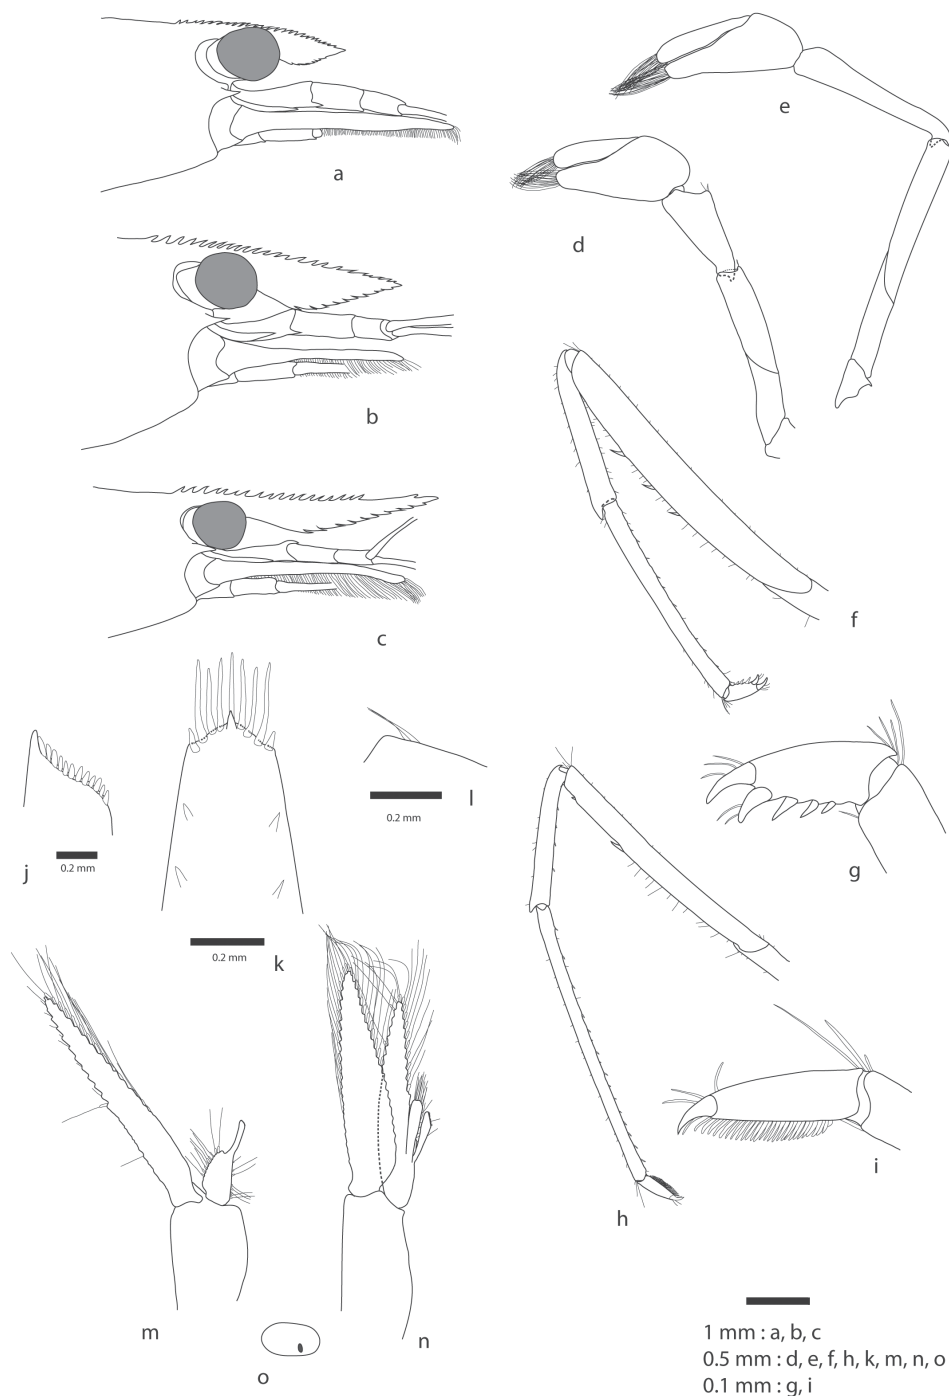 a
b
c
d
e
f
g
h
i
j
0.2 mm
k
0.2 mm
l
0.2 mm
m
n
o
1 mm : a, b, c
0.5 mm : d, e, f, h, k, m, n, o
0.1 mm : g, i